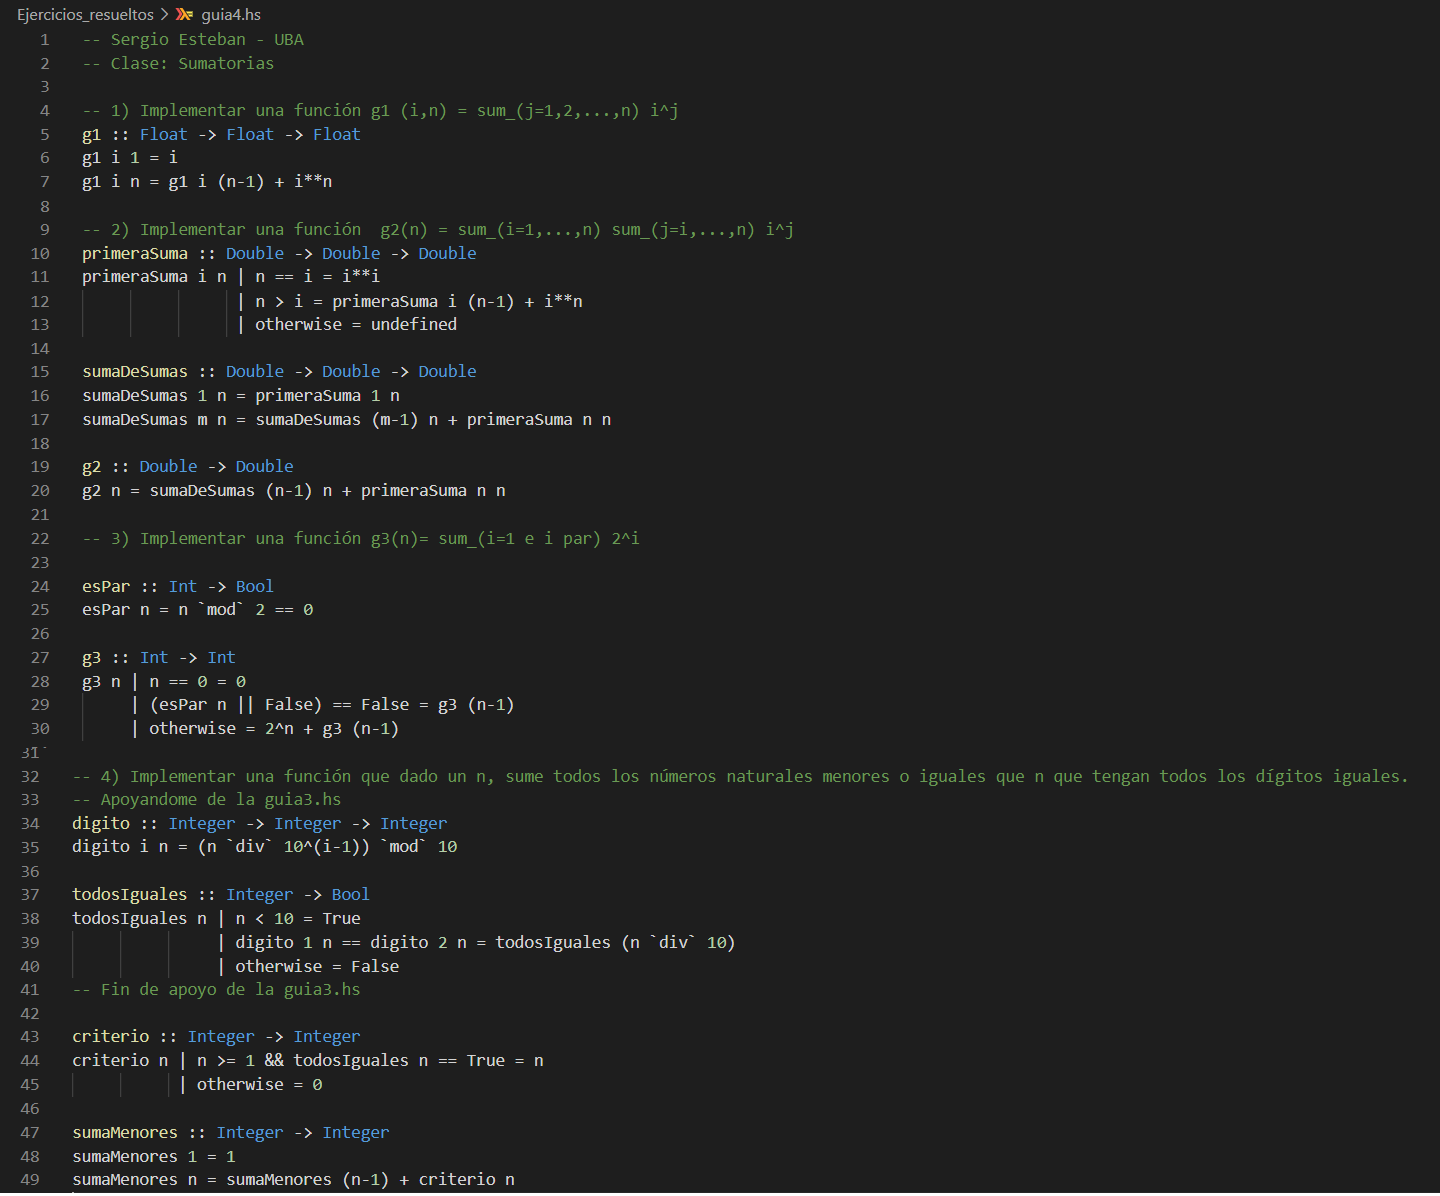 Ejercicios_resueltos > guia4.hs
1 -- Sergio Esteban - UBA
2 -- Clase: Sumatorias
3
4 -- 1) Implementar una función g1 (i,n) = sum_(j=1,2,...,n) i^j
5 g1 :: Float -> Float -> Float
6 g1 i 1 = i
7 g1 i n = g1 i (n-1) + i**n
8
9 -- 2) Implementar una función  g2(n) = sum_(i=1,...,n) sum_(j=i,...,n) i^j
10 primeraSuma :: Double -> Double -> Double
11 primeraSuma i n | n == i = i**i
12                 | n > i = primeraSuma i (n-1) + i**n
13                 | otherwise = undefined
14
15 sumaDeSumas :: Double -> Double -> Double
16 sumaDeSumas 1 n = primeraSuma 1 n
17 sumaDeSumas m n = sumaDeSumas (m-1) n + primeraSuma n n
18
19 g2 :: Double -> Double
20 g2 n = sumaDeSumas (n-1) n + primeraSuma n n
21
22 -- 3) Implementar una función g3(n)= sum_(i=1 e i par) 2^i
23
24 esPar :: Int -> Bool
25 esPar n = n `mod` 2 == 0
26
27 g3 :: Int -> Int
28 g3 n | n == 0 = 0
29      | (esPar n || False) == False = g3 (n-1)
30      | otherwise = 2^n + g3 (n-1)
31
32 -- 4) Implementar una función que dado un n, sume todos los números naturales menores o iguales que n que tengan todos los dígitos iguales.
33 -- Apoyandome de la guia3.hs
34 digito :: Integer -> Integer -> Integer
35 digito i n = (n `div` 10^(i-1)) `mod` 10
36
37 todosIguales :: Integer -> Bool
38 todosIguales n | n < 10 = True
39                | digito 1 n == digito 2 n = todosIguales (n `div` 10)
40                | otherwise = False
41 -- Fin de apoyo de la guia3.hs
42
43 criterio :: Integer -> Integer
44 criterio n | n >= 1 && todosIguales n == True = n
45            | otherwise = 0
46
47 sumaMenores :: Integer -> Integer
48 sumaMenores 1 = 1
49 sumaMenores n = sumaMenores (n-1) + criterio n